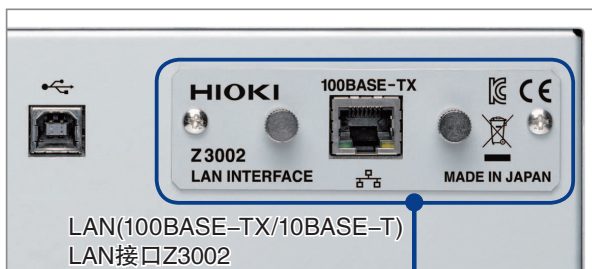 HIOKI
100BASE-TX
Z3002
LAN INTERFACE
MADE IN JAPAN
LAN(100BASE-TX/10BASE-T)
LAN接口Z3002